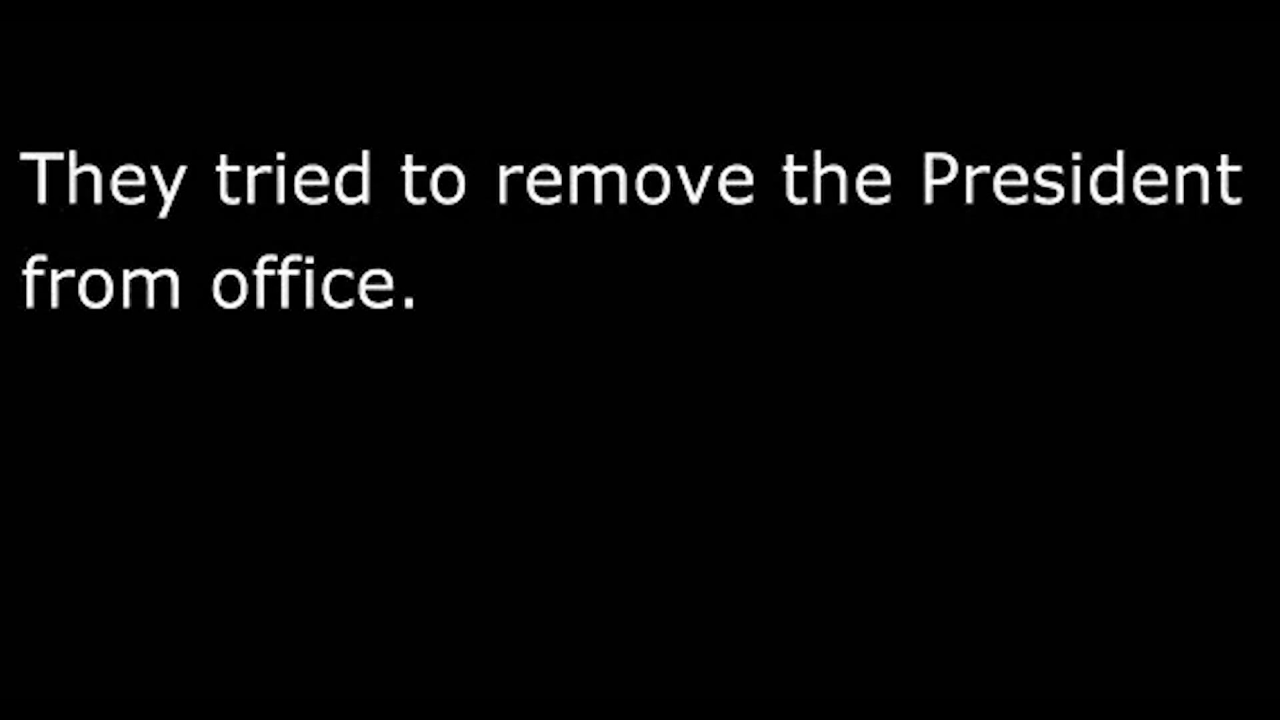 They tried to remove the President
from office.